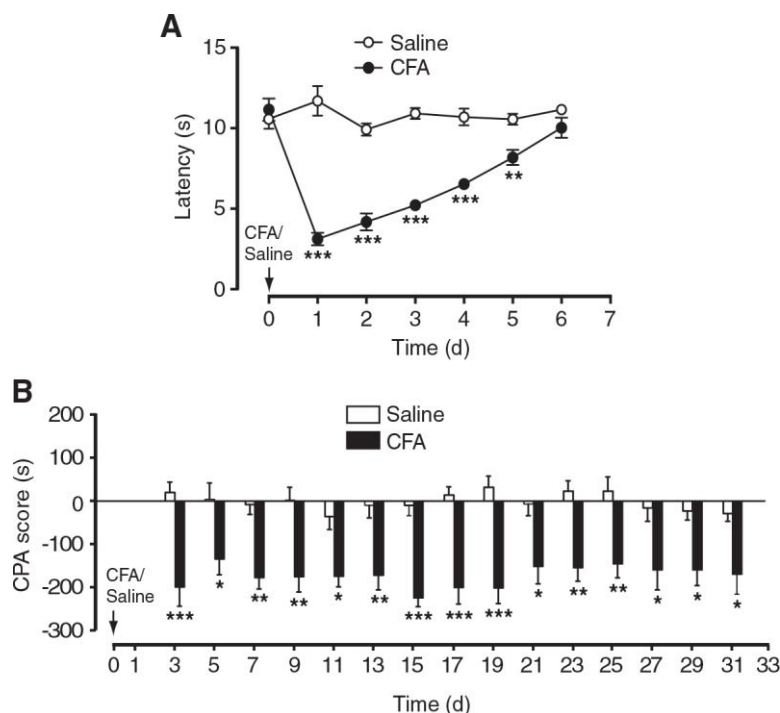 A
Saline
CFA
15
10
5
0
Latency (s)
CFA/
Saline
***
***
***
***
**
0 1 2 3 4 5 6 7
Time (d)
B
Saline
CFA
200
100
0
-100
-200
-300
CPA score (s)
CFA/
Saline
*** * ** ** * ** *** *** *** * ** ** * * *
0 1 3 5 7 9 11 13 15 17 19 21 23 25 27 29 31 33
Time (d)